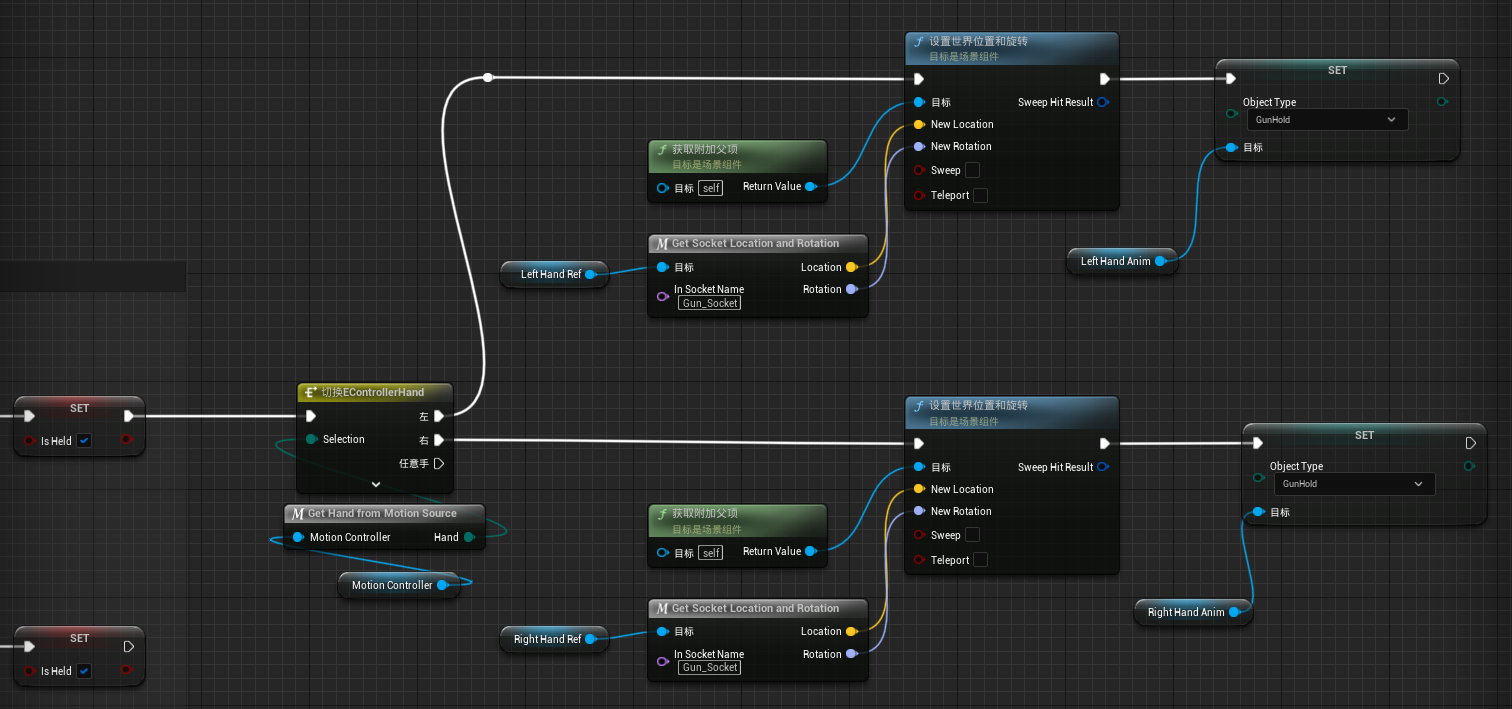 设置世界位置和旋转
目标是场景组件
SET
目标
Sweep Hit Result
Object Type
GunHold
New Location
获取附加父项
目标是场景组件
New Rotation
目标
Sweep
目标 self
Return Value
Teleport
Get Socket Location and Rotation
Left Hand Ref
目标
Location
Left Hand Anim
In Socket Name
Rotation
Gun_Socket
SET
Is Held
切换EControllerHand
左
Selection
右
任意手
设置世界位置和旋转
目标是场景组件
SET
目标
Sweep Hit Result
Object Type
GunHold
New Location
获取附加父项
目标是场景组件
New Rotation
目标
Get Hand from Motion Source
Motion Controller
Hand
Sweep
目标 self
Return Value
Teleport
Motion Controller
Get Socket Location and Rotation
Right Hand Anim
SET
Right Hand Ref
目标
Location
In Socket Name
Rotation
Gun_Socket
Is Held